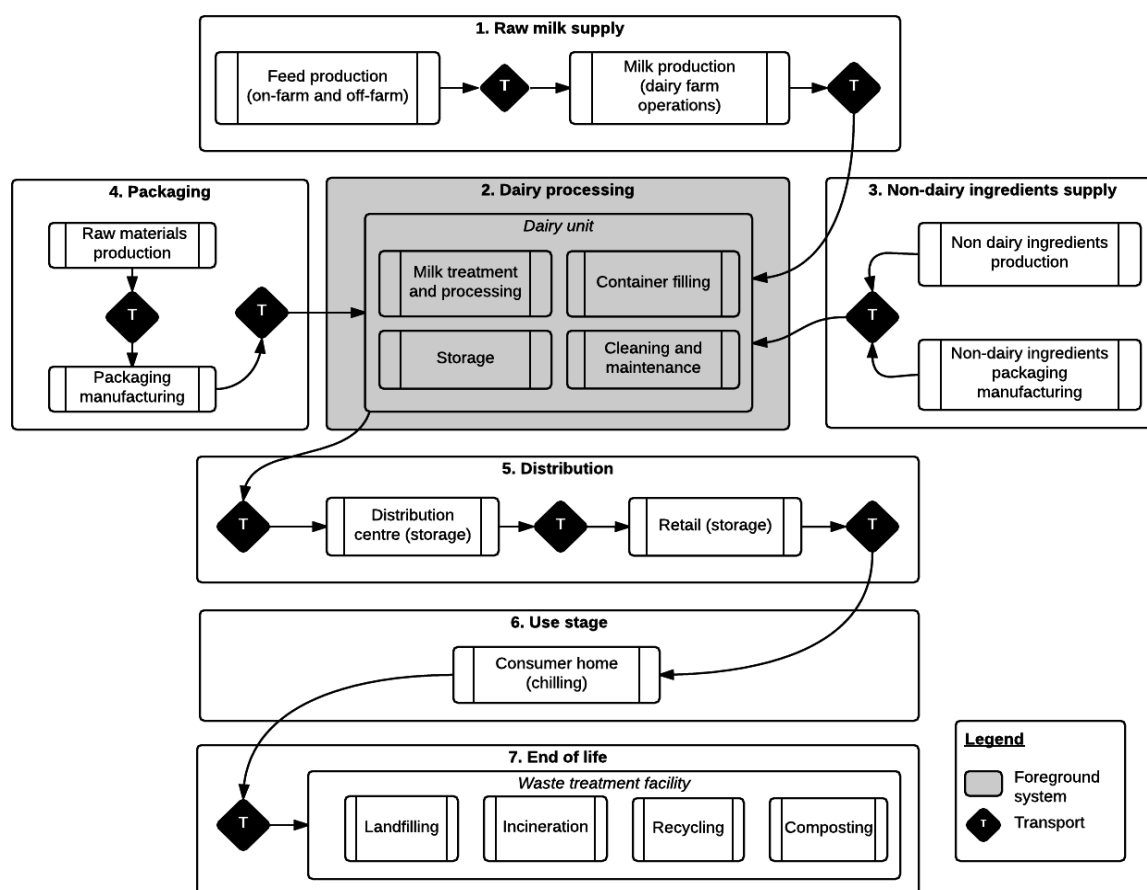 1. Raw milk supply
Feed production
(on-farm and off-farm)
T
Milk production
(dairy farm
operations)
T
4. Packaging
Raw materials
production
T
Packaging
manufacturing
T
2. Dairy processing
Dairy unit
Milk treatment
and processing
Container filling
Storage
Cleaning and
maintenance
3. Non-dairy ingredients supply
Non dairy ingredients
production
T
Non-dairy ingredients
packaging
manufacturing
5. Distribution
T
Distribution
centre (storage)
T
Retail (storage)
T
6. Use stage
Consumer home
(chilling)
7. End of life
Waste treatment facility
T
Landfilling
Incineration
Recycling
Composting
Legend
Foreground
system
T
Transport